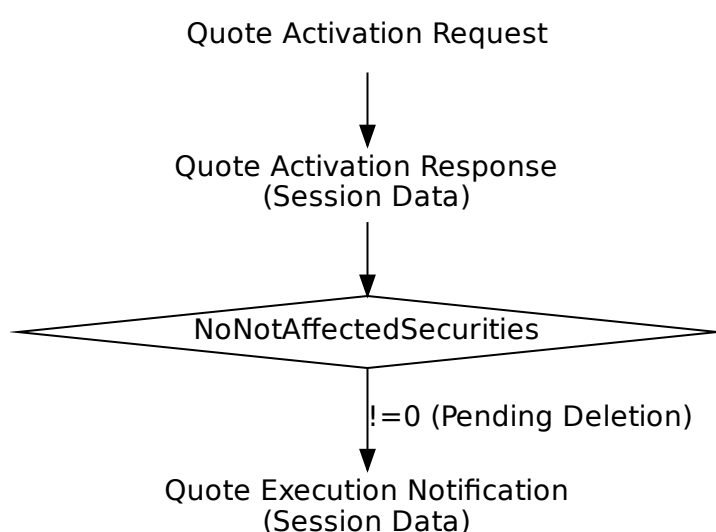 Quote Activation Request
Quote Activation Response
(Session Data)
NoNotAffectedSecurities
!=0 (Pending Deletion)
Quote Execution Notification
(Session Data)